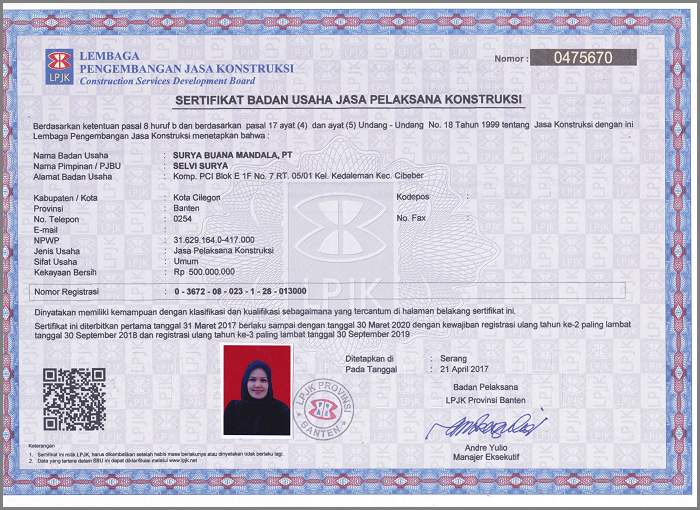 LPJK
LEMBAGA
PENGEMBANGAN JASA KONSTRUKSI
Construction Services Development Board
Nomor : 0475670
SERTIFIKAT BADAN USAHA JASA PELAKSANA KONSTRUKSI
Berdasarkan ketentuan pasal 8 huruf b dan berdasarkan pasal 17 ayat (4) dan ayat (5) Undang - Undang No. 18 Tahun 1999 tentang Jasa Konstruksi dengan ini
Lembaga Pengembangan Jasa Konstruksi menetapkan bahwa :
Nama Badan Usaha : SURYA BUANA MANDALA, PT
Nama Pimpinan / PJBU : SELVI SURYA
Alamat Badan Usaha : Komp. PCI Blok E 1F No. 7 RT. 05/01 Kel. Kedaleman Kec. Cibeber
Kabupaten / Kota : Kota Cilegon Kodepos :
Provinsi : Banten
No. Telepon : 0254 No. Fax :
E-mail :
NPWP : 31.629.164.0-417.000
Jenis Usaha : Jasa Pelaksana Konstruksi
Sifat Usaha : Umum
Kekayaan Bersih : Rp 500.000.000
LPJK
Nomor Registrasi : 0 - 3672 - 08 - 023 - 1 - 28 - 013000
Dinyatakan memiliki kemampuan dengan klasifikasi dan kualifikasi sebagaimana yang tercantum di halaman belakang sertifikat ini.
Sertifikat ini diterbitkan pertama tanggal 31 Maret 2017 berlaku sampai dengan tanggal 30 Maret 2020 dengan kewajiban registrasi ulang tahun ke-2 paling lambat
tanggal 30 September 2018 dan registrasi ulang tahun ke-3 paling lambat tanggal 30 September 2019
Ditetapkan di : Serang
Pada Tanggal : 21 April 2017
Badan Pelaksana
LPJK Provinsi Banten
LPJK PROVINSI
BANTEN
Andre Yulio
Manajer Eksekutif
Keterangan
1. Sertifikat ini milik LPJK, harus dikembalikan setelah habis masa berlakunya atau dinyatakan tidak berlaku lagi.
2. Data yang tertera dalam SBU ini dapat diklarifikasi melalui www.lpjk.net